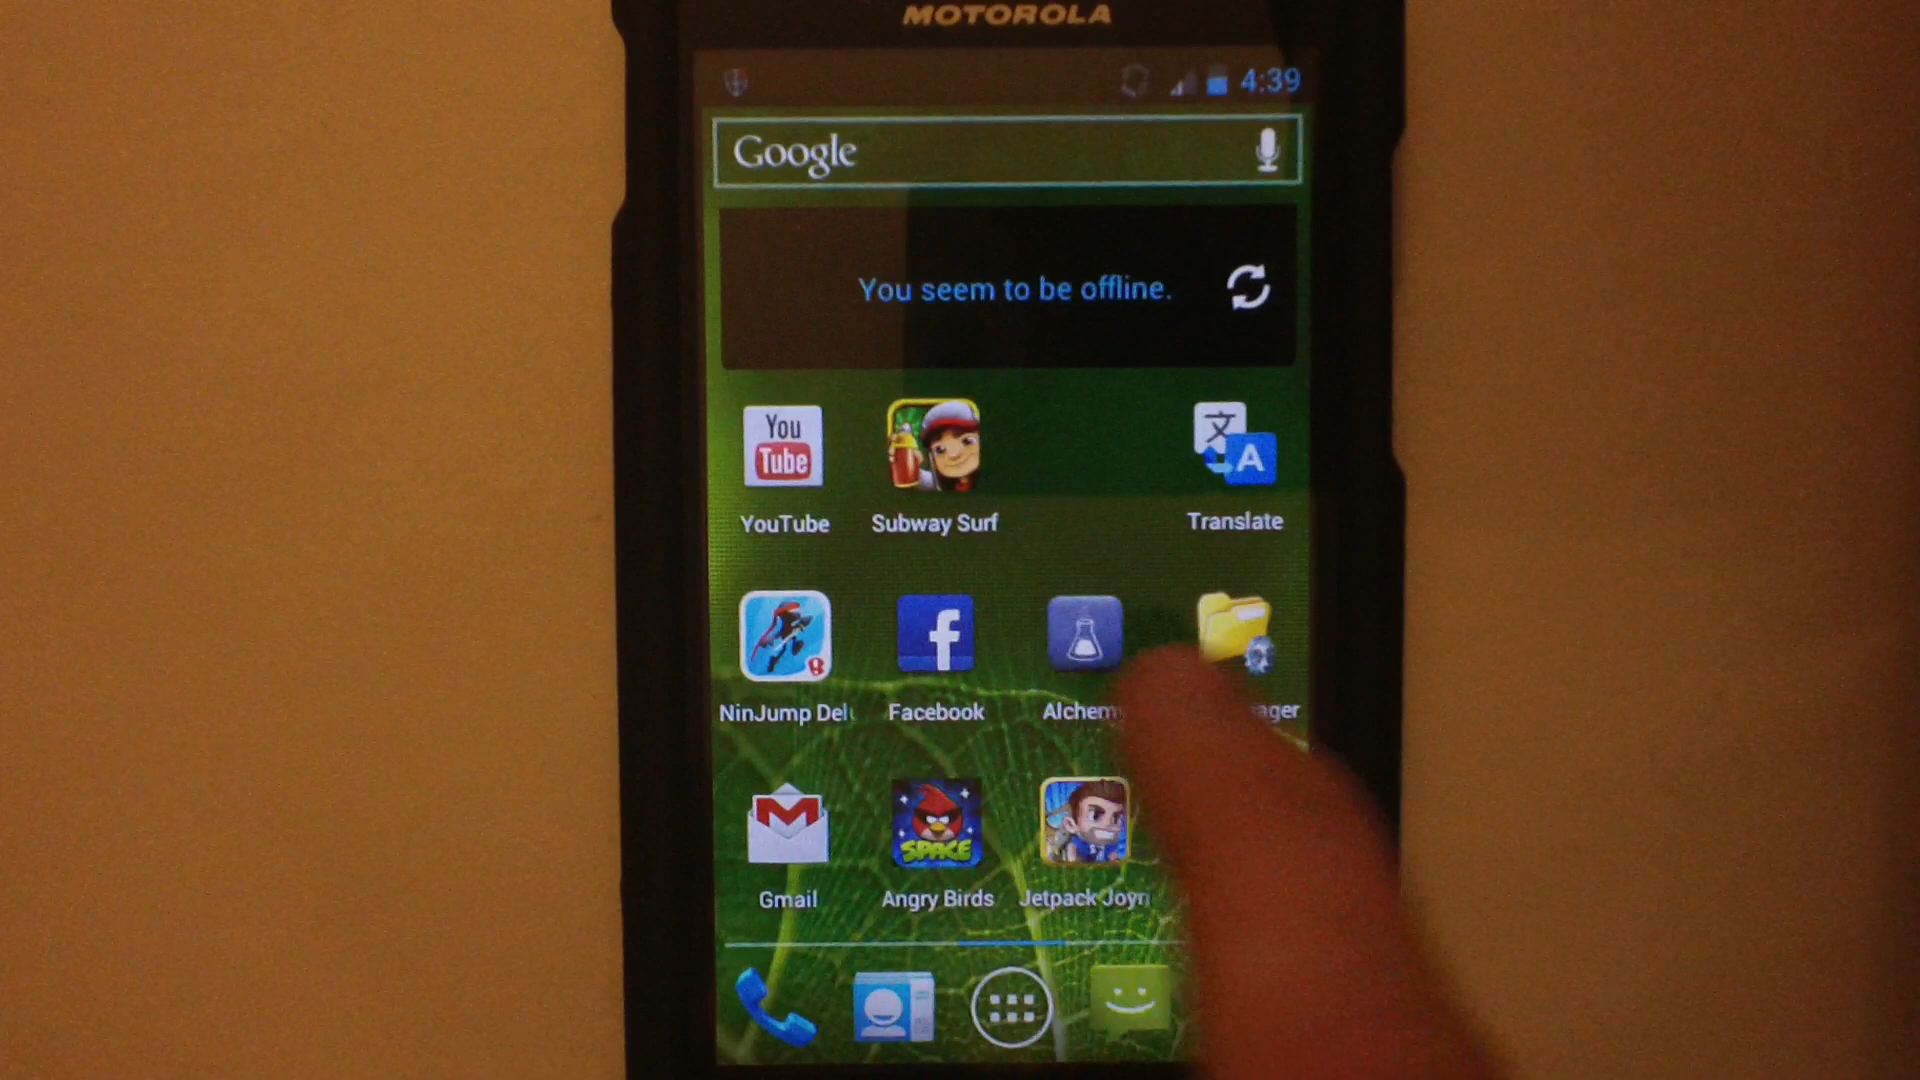 MOTOROLA
4:39
Google
You seem to be offline.
You
Tube
文
A
YouTube
Subway Surf
Translate
f
NinJump Del
Facebook
Alchem
ager
SPACE
Gmail
Angry Birds
Jetpack Joyr